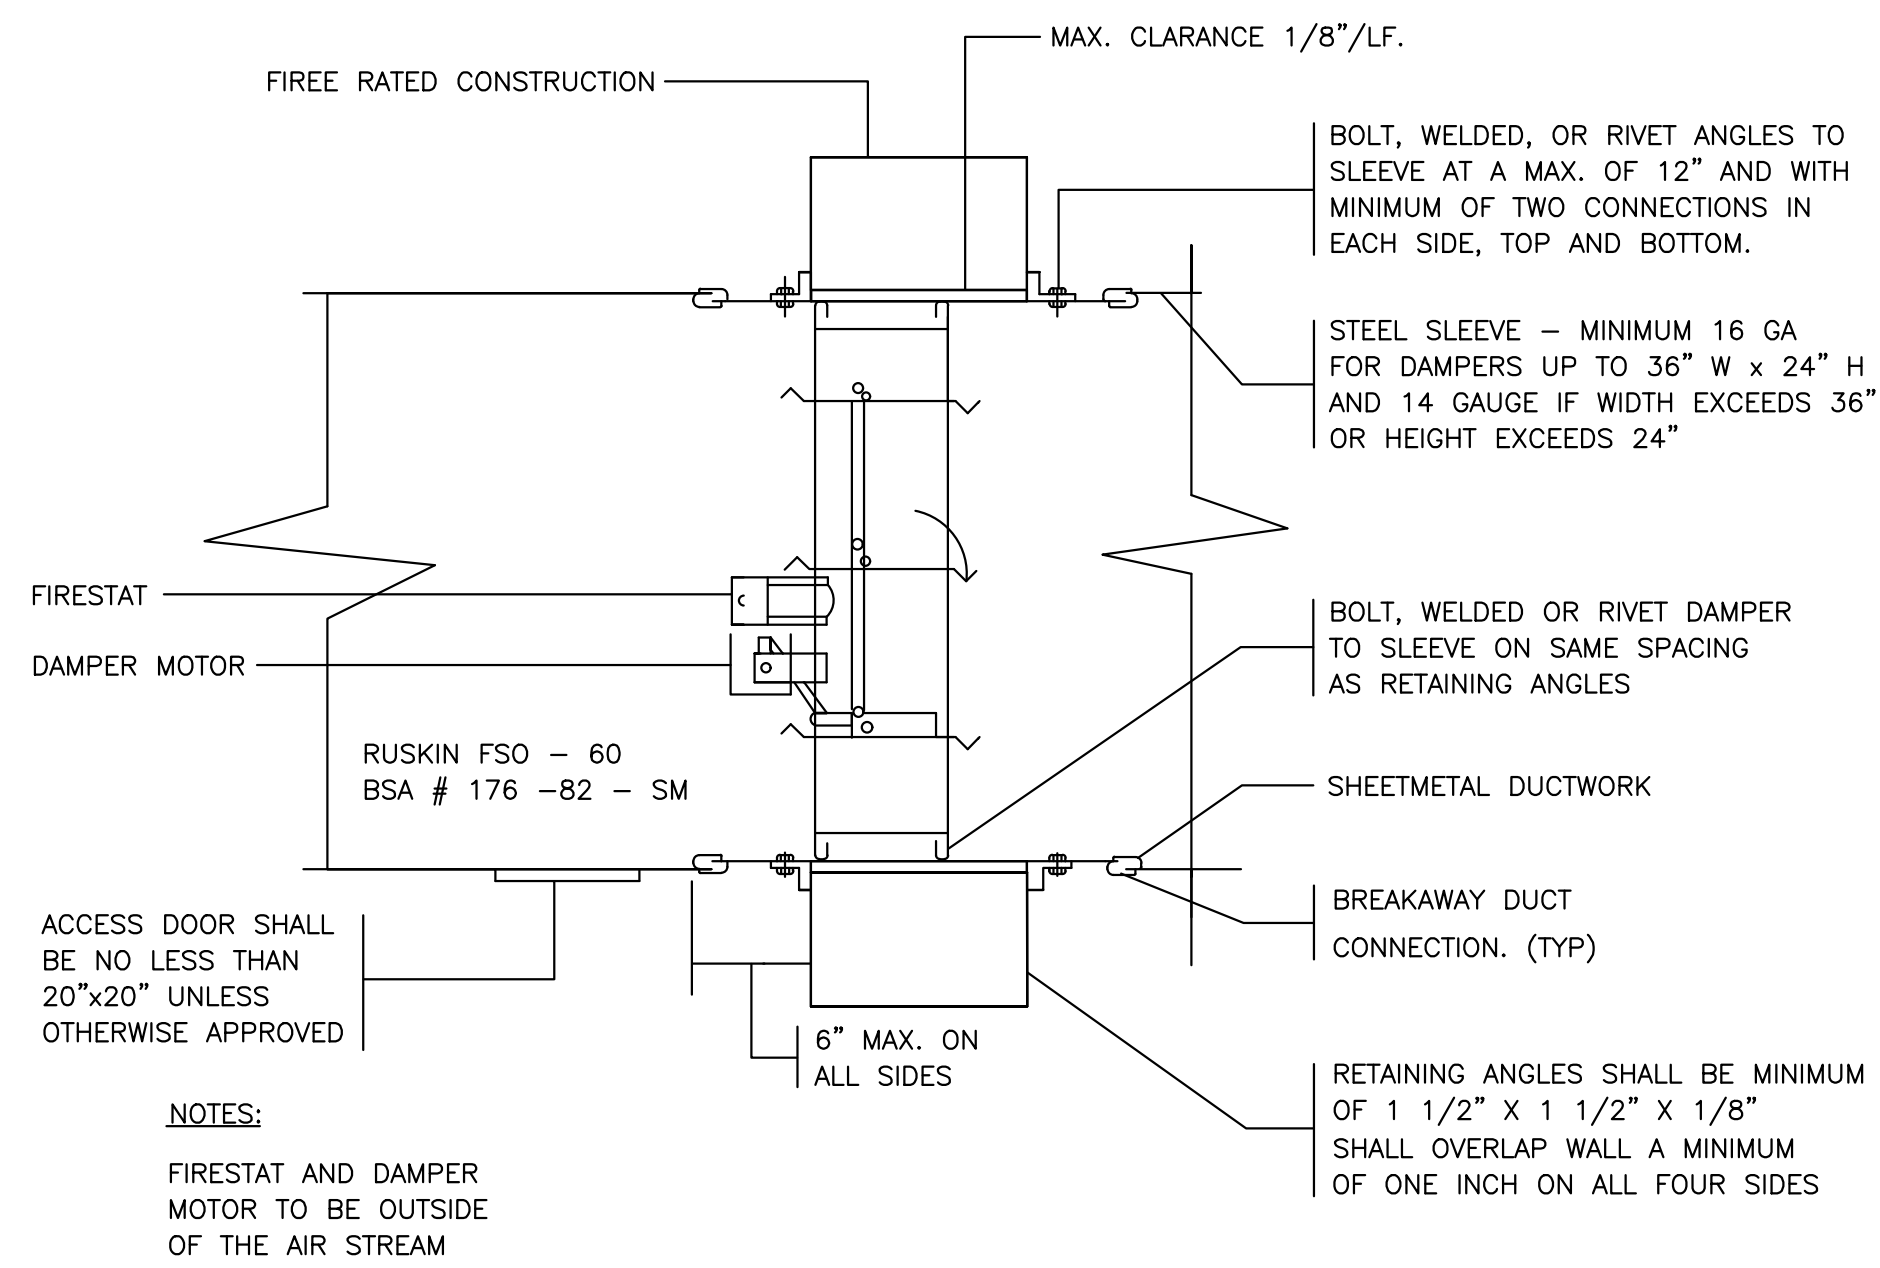 MAX. CLARANCE 1/8"/LF.
FIREE RATED CONSTRUCTION
BOLT, WELDED, OR RIVET ANGLES TO
SLEEVE AT A MAX. OF 12" AND WITH
MINIMUM OF TWO CONNECTIONS IN
EACH SIDE, TOP AND BOTTOM.
STEEL SLEEVE – MINIMUM 16 GA
FOR DAMPERS UP TO 36" W x 24" H
AND 14 GAUGE IF WIDTH EXCEEDS 36"
OR HEIGHT EXCEEDS 24"
FIRESTAT
DAMPER MOTOR
BOLT, WELDED OR RIVET DAMPER
TO SLEEVE ON SAME SPACING
AS RETAINING ANGLES
RUSKIN FSO – 60
BSA # 176 –82 – SM
SHEETMETAL DUCTWORK
BREAKAWAY DUCT
CONNECTION. (TYP)
ACCESS DOOR SHALL
BE NO LESS THAN
20"x20" UNLESS
OTHERWISE APPROVED
6" MAX. ON
ALL SIDES
RETAINING ANGLES SHALL BE MINIMUM
OF 1 1/2" X 1 1/2" X 1/8"
SHALL OVERLAP WALL A MINIMUM
OF ONE INCH ON ALL FOUR SIDES
NOTES:
FIRESTAT AND DAMPER
MOTOR TO BE OUTSIDE
OF THE AIR STREAM